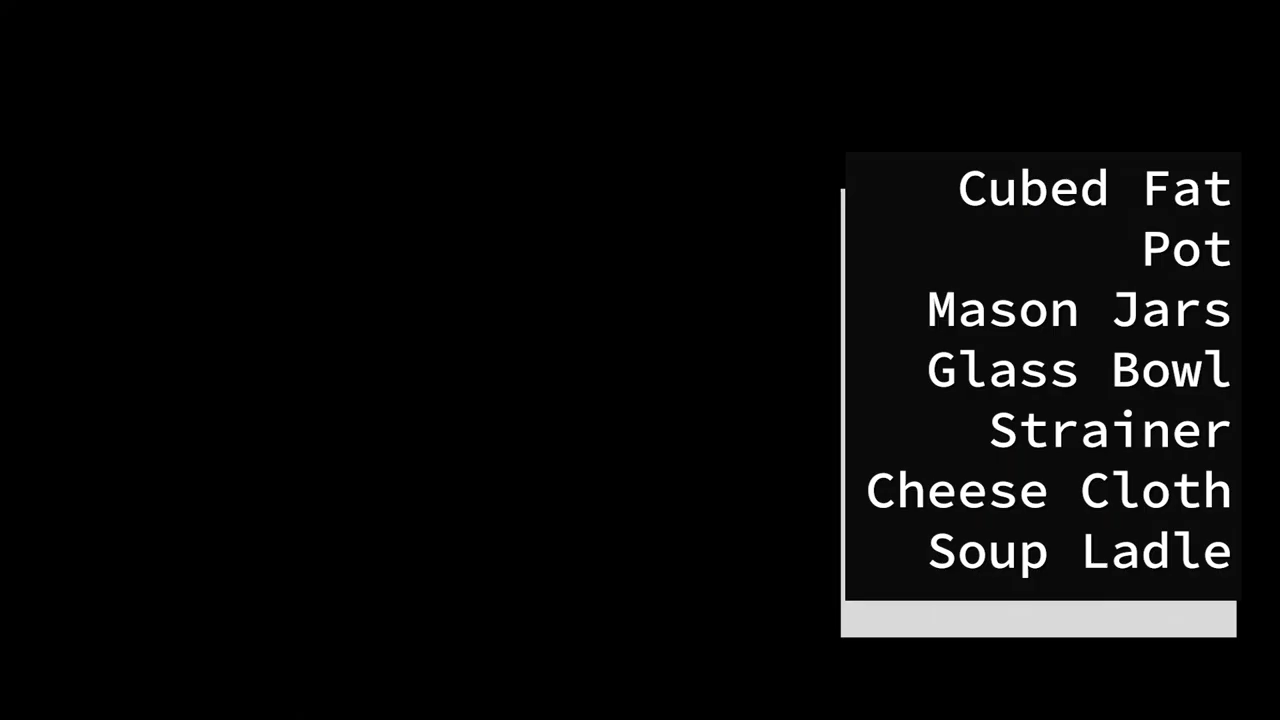 Cubed Fat
Pot
Mason Jars
Glass Bowl
Strainer
Cheese Cloth
Soup Ladle